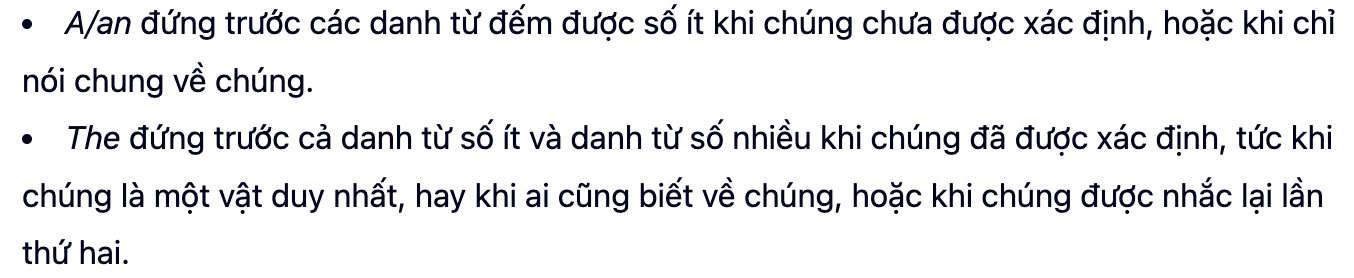 • A/an đứng trước các danh từ đếm được số ít khi chúng chưa được xác định, hoặc khi chỉ
nói chung về chúng.
• The đứng trước cả danh từ số ít và danh từ số nhiều khi chúng đã được xác định, tức khi
chúng là một vật duy nhất, hay khi ai cũng biết về chúng, hoặc khi chúng được nhắc lại lần
thứ hai.